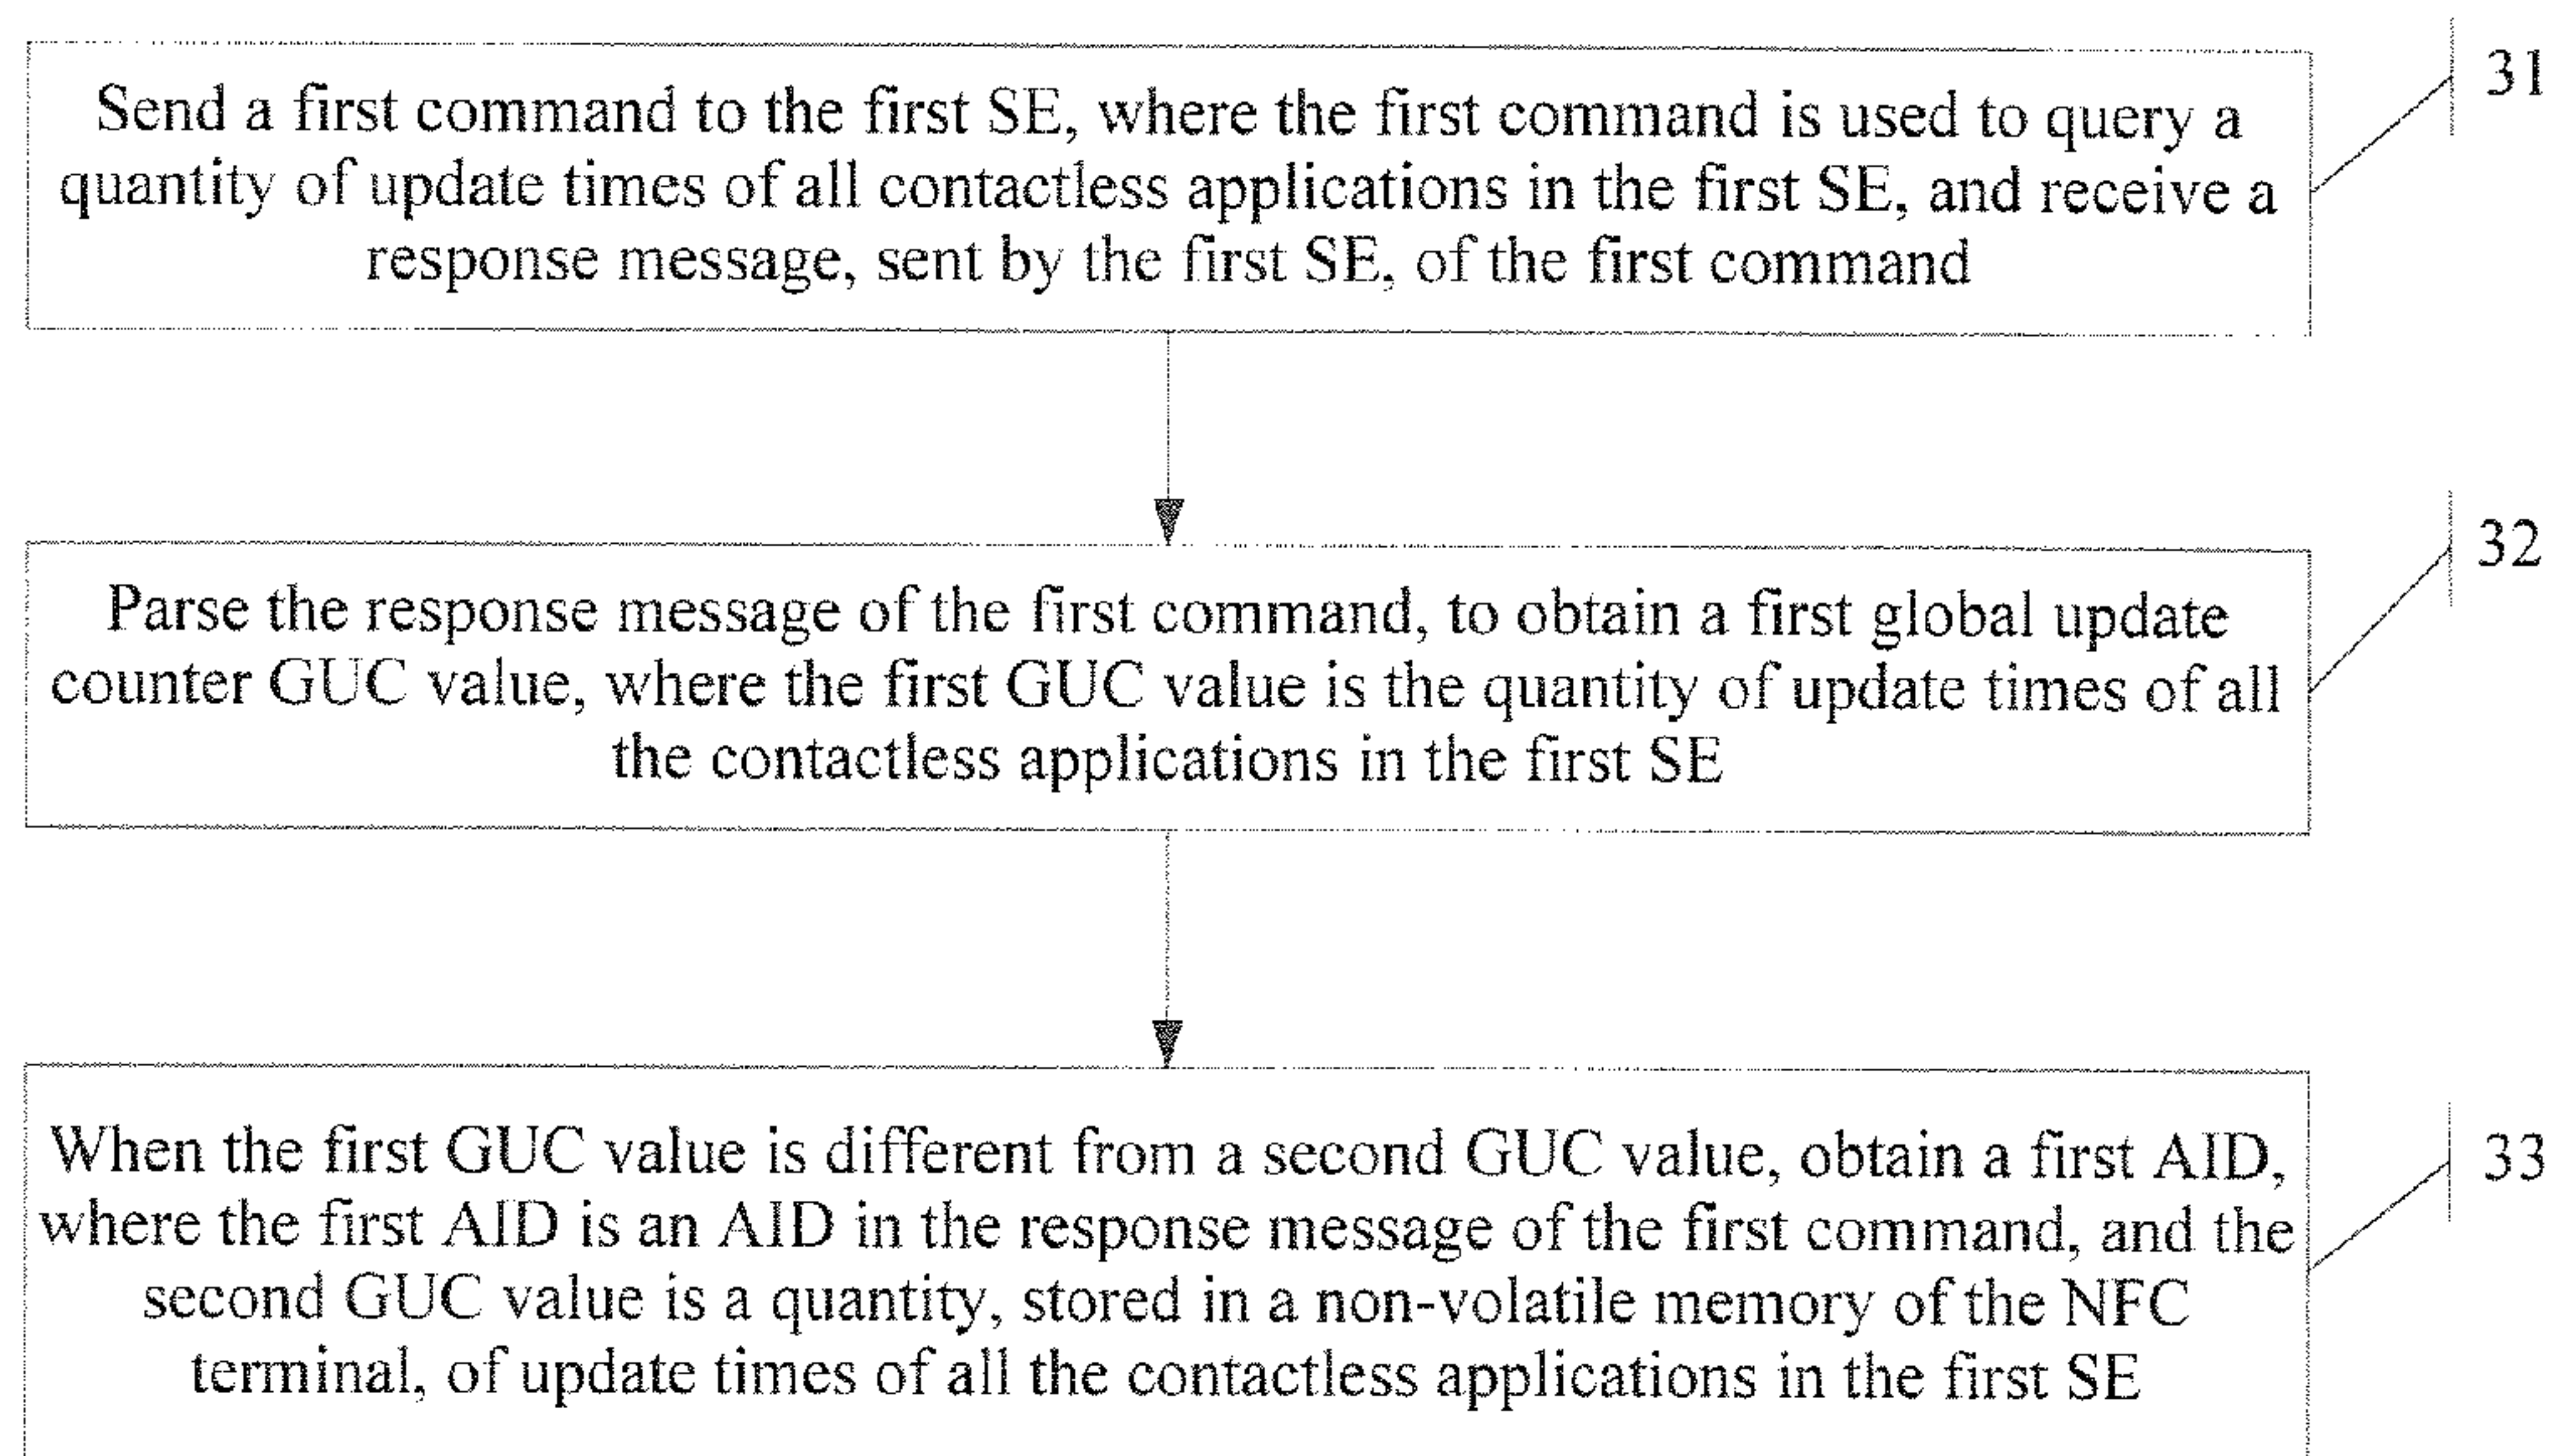 31
Send a first command to the first SE, where the first command is used to query a
quantity of update times of all contactless applications in the first SE, and receive a
response message, sent by the first SE, of the first command
32
Parse the response message of the first command, to obtain a first global update
counter GUC value, where the first GUC value is the quantity of update times of all
the contactless applications in the first SE
33
When the first GUC value is different from a second GUC value, obtain a first AID,
where the first AID is an AID in the response message of the first command, and the
second GUC value is a quantity, stored in a non-volatile memory of the NFC
terminal, of update times of all the contactless applications in the first SE